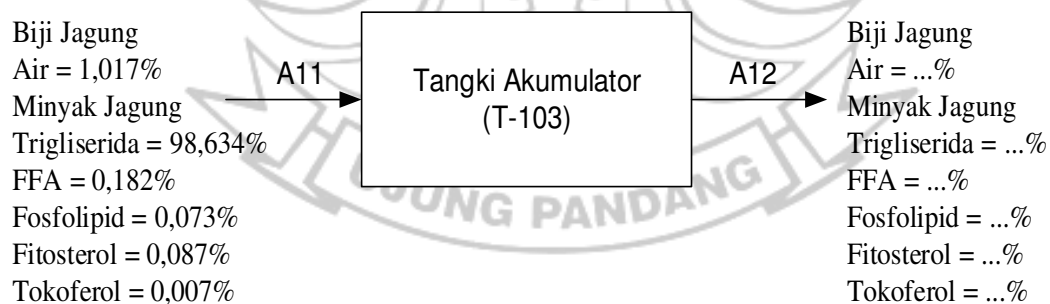 Biji Jagung
Air = 1,017%
Minyak Jagung
Trigliserida = 98,634%
FFA = 0,182%
Fosfolipid = 0,073%
Fitosterol = 0,087%
Tokoferol = 0,007%
A11
Tangki Akumulator
(T-103)
A12
Biji Jagung
Air = ...%
Minyak Jagung
Trigliserida = ...%
FFA = ...%
Fosfolipid = ...%
Fitosterol = ...%
Tokoferol = ...%
UJUNG PANDANG